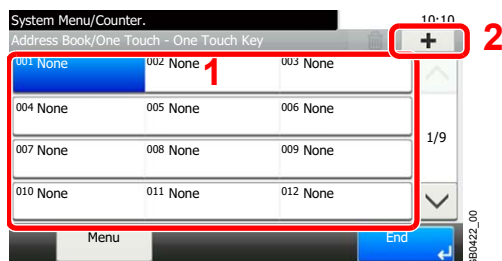 System Menu/Counter.
10:10
Address Book/One Touch - One Touch Key
+
2
001 None
002 None
003 None
1
004 None
005 None
006 None
1/9
007 None
008 None
009 None
010 None
011 None
012 None
Menu
End